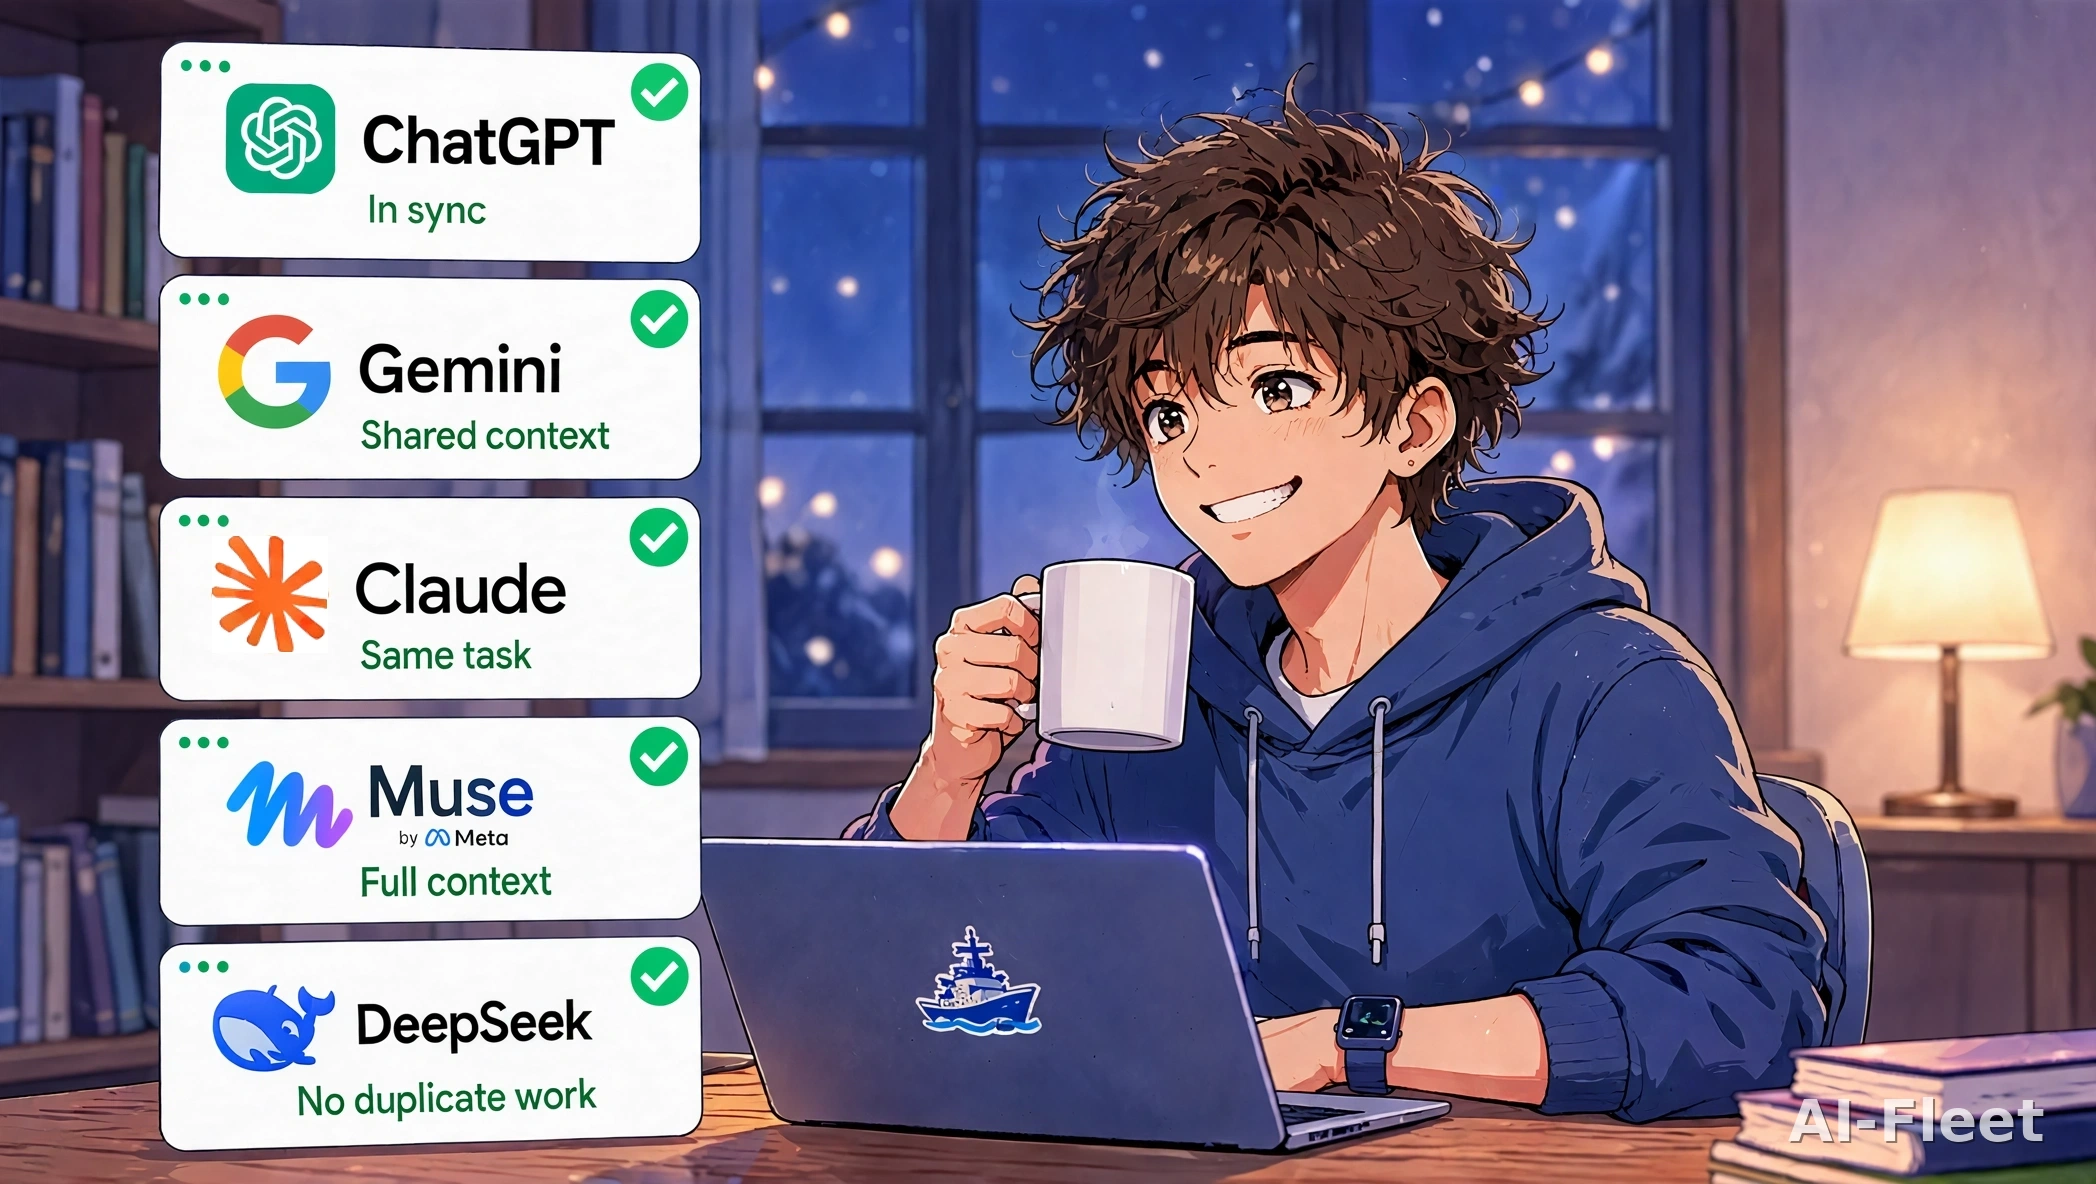 ChatGPT
In sync
Gemini
Shared context
Claude
Same task
Muse
by Meta
Full context
DeepSeek
No duplicate work
AI-Fleet